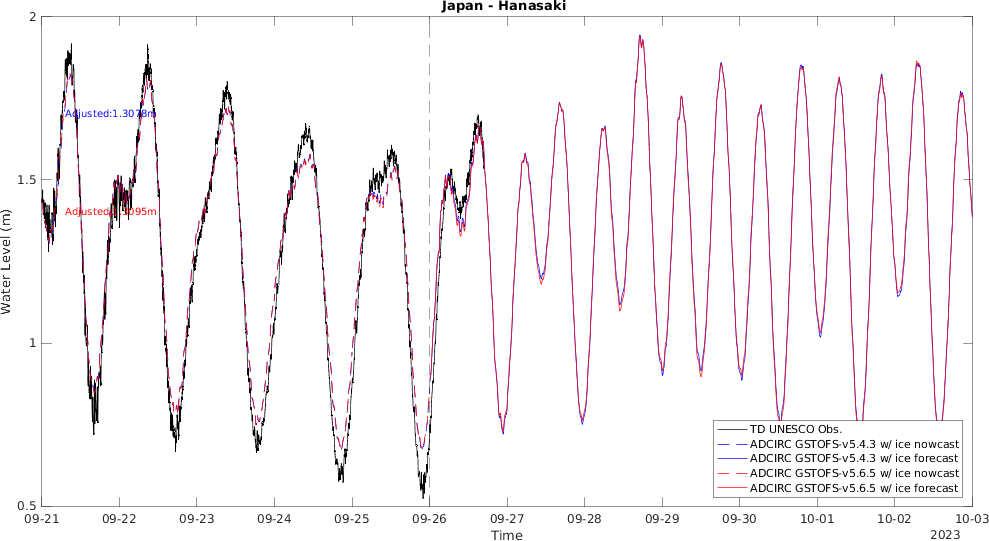 Japan - Hanasaki
2
1.5
1
0.5
Water Level (m)
Adjusted:1.3078m
Adjusted:1.3095m
09-21 09-22 09-23 09-24 09-25 09-26 09-27 09-28 09-29 09-30 10-01 10-02 10-03
Time
2023
TD UNESCO Obs.
ADCIRC GSTOFS-v5.4.3 w/ ice nowcast
ADCIRC GSTOFS-v5.4.3 w/ ice forecast
ADCIRC GSTOFS-v5.6.5 w/ ice nowcast
ADCIRC GSTOFS-v5.6.5 w/ ice forecast